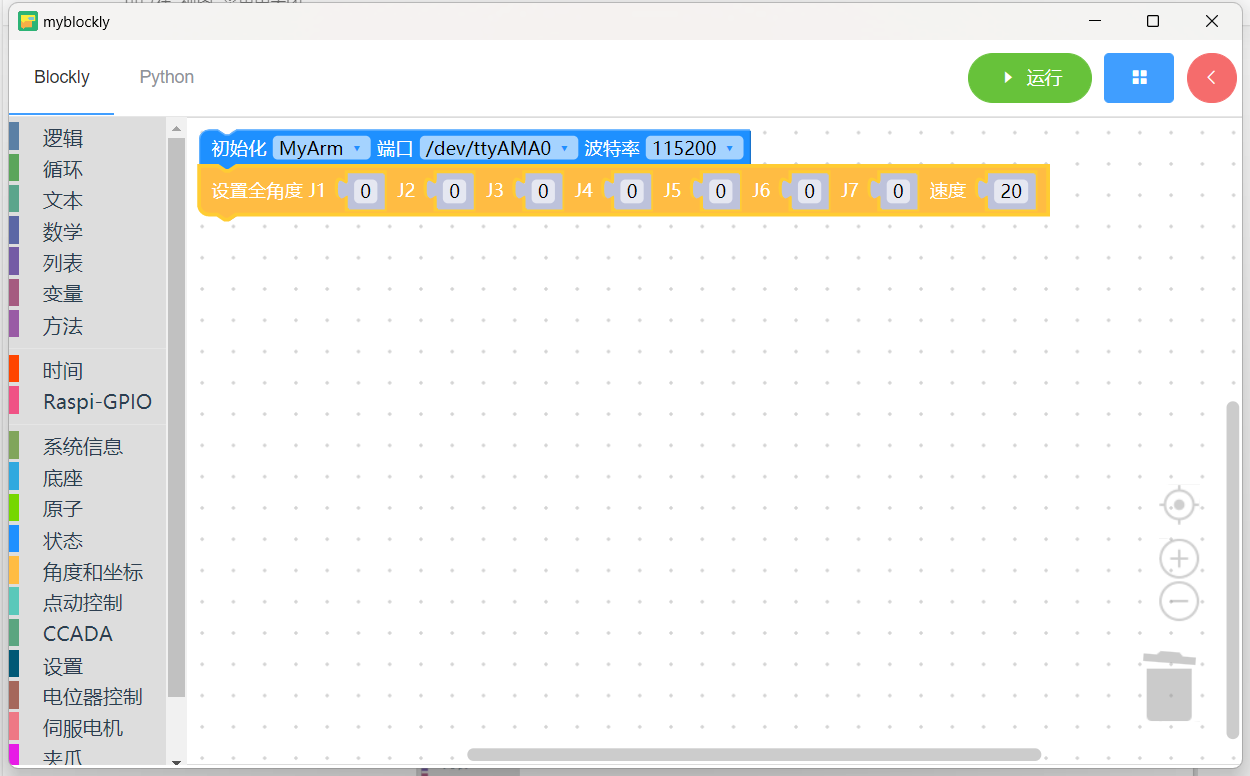 myblockly
Blockly Python 运行
逻辑
循环
文本
数学
列表
变量
方法
时间
Raspi-GPIO
系统信息
底座
原子
状态
角度和坐标
点动控制
CCADA
设置
电位器控制
伺服电机
夹爪
初始化 MyArm 端口 /dev/ttyAMA0 波特率 115200
设置全角度 J1 0 J2 0 J3 0 J4 0 J5 0 J6 0 J7 0 速度 20